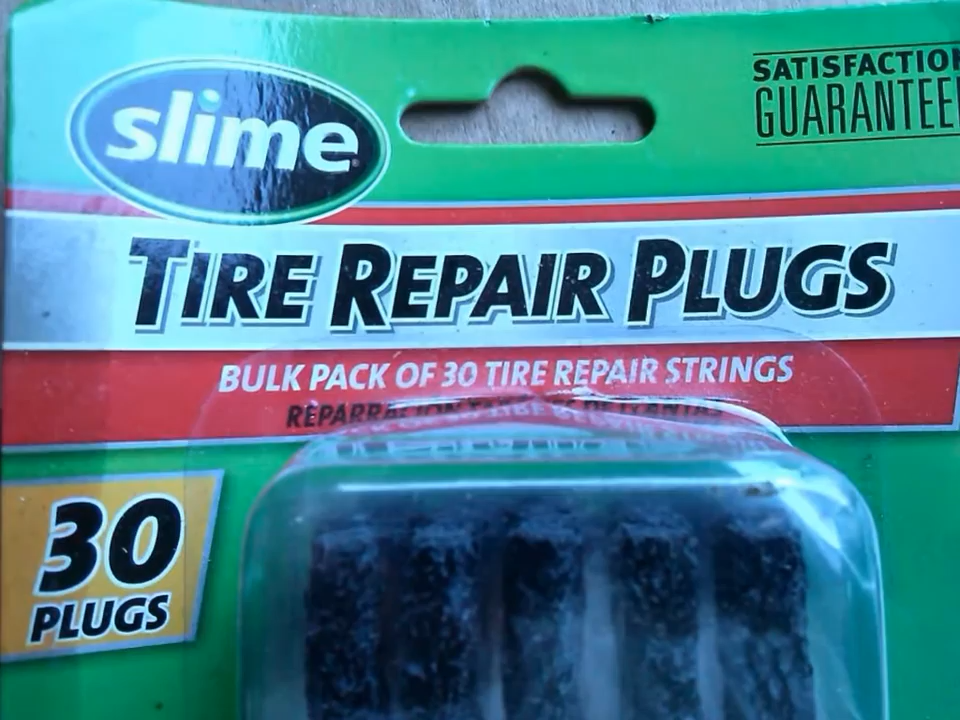 slime
SATISFACTION
GUARANTEE
TIRE REPAIR PLUGS
BULK PACK OF 30 TIRE REPAIR STRINGS
30
PLUGS